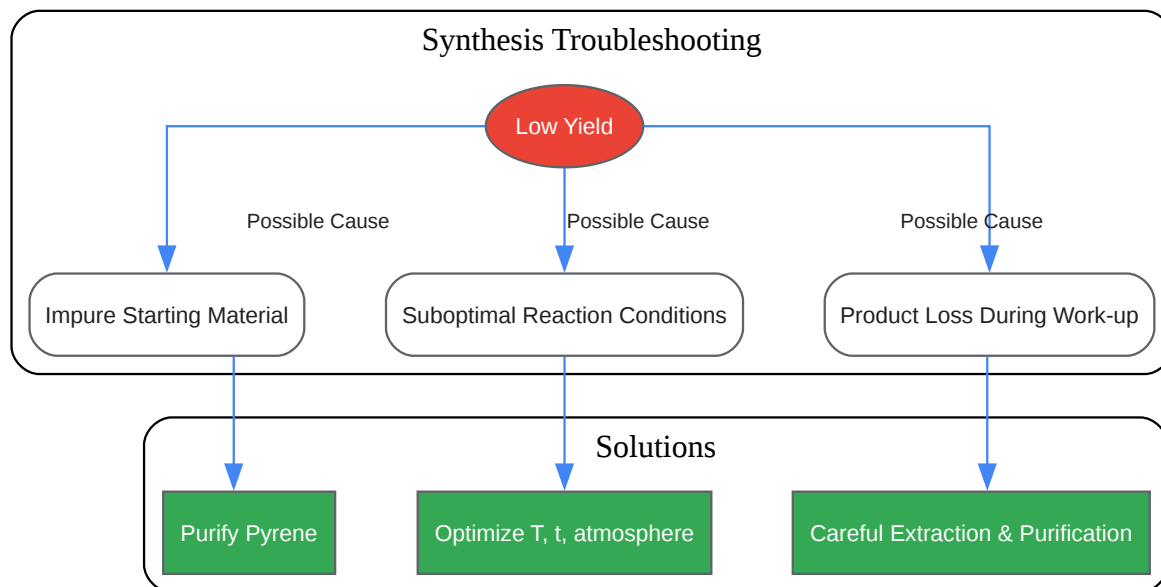 Synthesis Troubleshooting
Low Yield
Possible Cause
Possible Cause
Possible Cause
Impure Starting Material
Suboptimal Reaction Conditions
Product Loss During Work-up
Solutions
Purify Pyrene
Optimize T, t, atmosphere
Careful Extraction & Purification